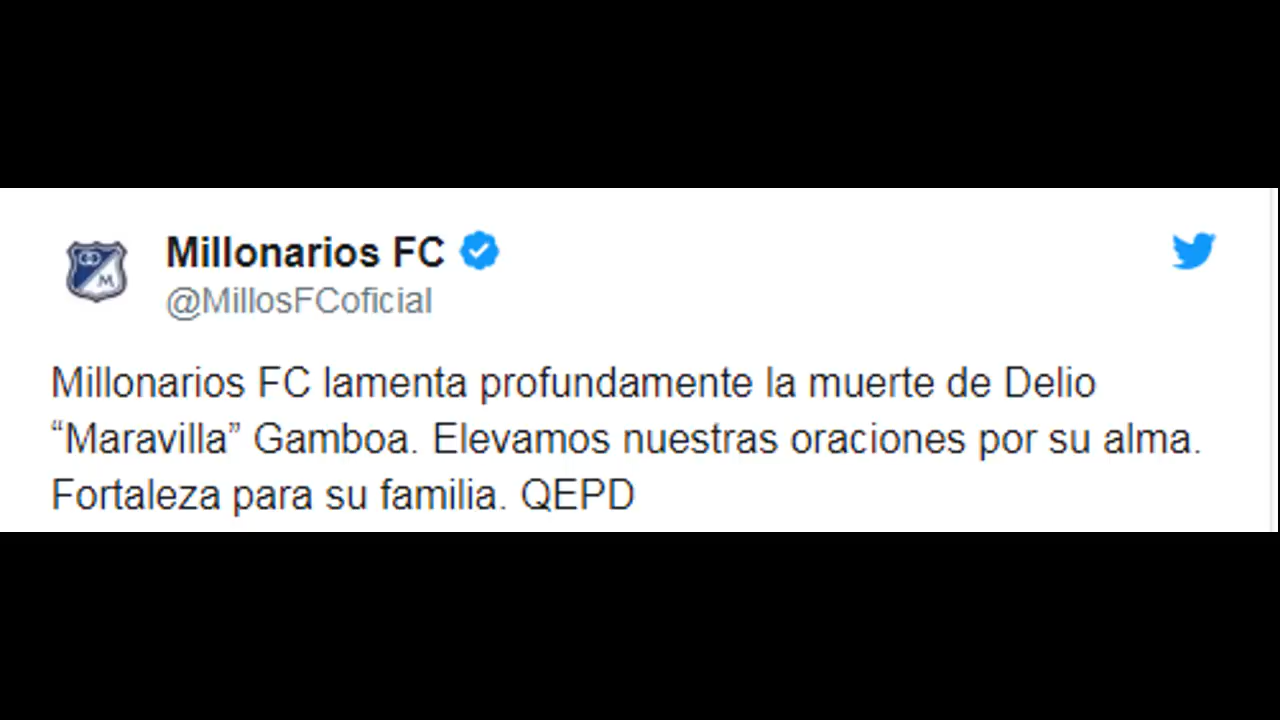 Millonarios FC
@MillosFCoficial
Millonarios FC lamenta profundamente la muerte de Delio
“Maravilla” Gamboa. Elevamos nuestras oraciones por su alma.
Fortaleza para su familia. QEPD